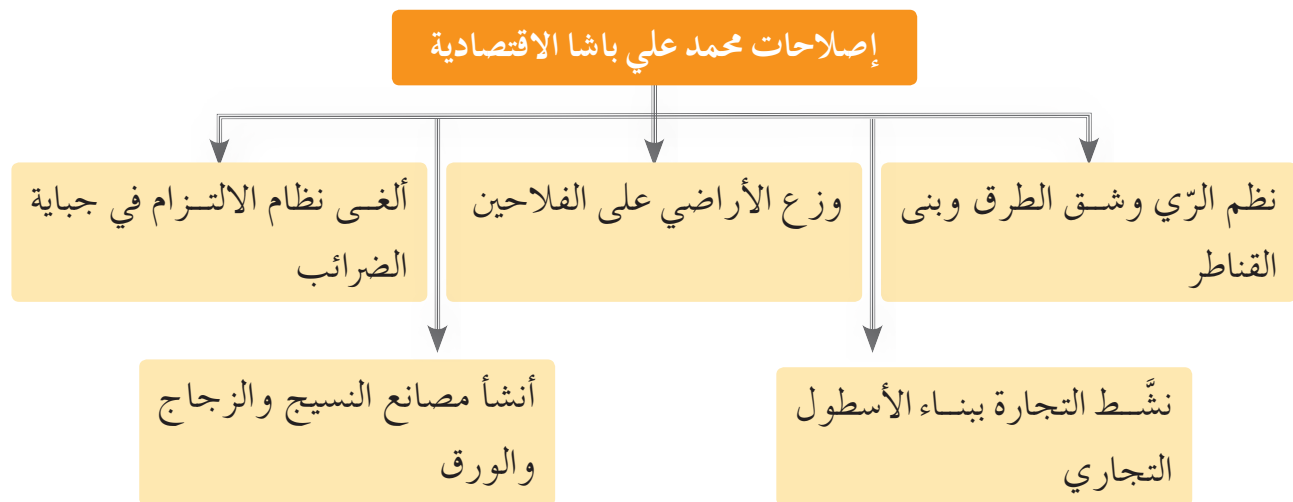 إصلاحات محمد علي باشا الاقتصادية
نظم الرّي وشق الطرق وبنى
القناطر
وزع الأراضي على الفلاحين
ألغى نظام الالتزام في جباية
الضرائب
نشَّط التجارة ببناء الأسطول
التجاري
أنشأ مصانع النسيج والزجاج
والورق